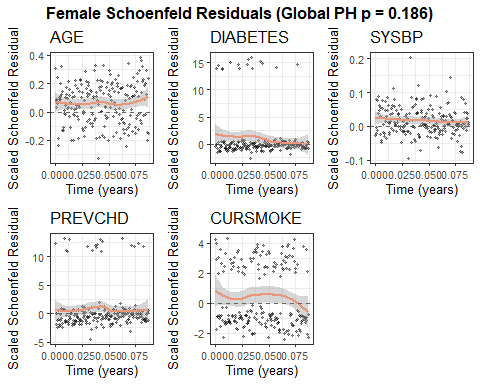 Female Schoenfeld Residuals (Global PH p = 0.186)
AGE
DIABETES
SYSBP
Scaled Schoenfeld Residual
0.4
0.2
0.0
-0.2
0.0000.0250.0500.075
Time (years)
Scaled Schoenfeld Residual
15
10
5
0
0.0000.0250.0500.075
Time (years)
Scaled Schoenfeld Residual
0.2
0.1
0.0
-0.1
0.0000.0250.0500.075
Time (years)
PREVCHD
CURSMOKE
Scaled Schoenfeld Residual
10
5
0
-5
0.0000.0250.0500.075
Time (years)
Scaled Schoenfeld Residual
4
2
0
-2
0.0000.0250.0500.075
Time (years)